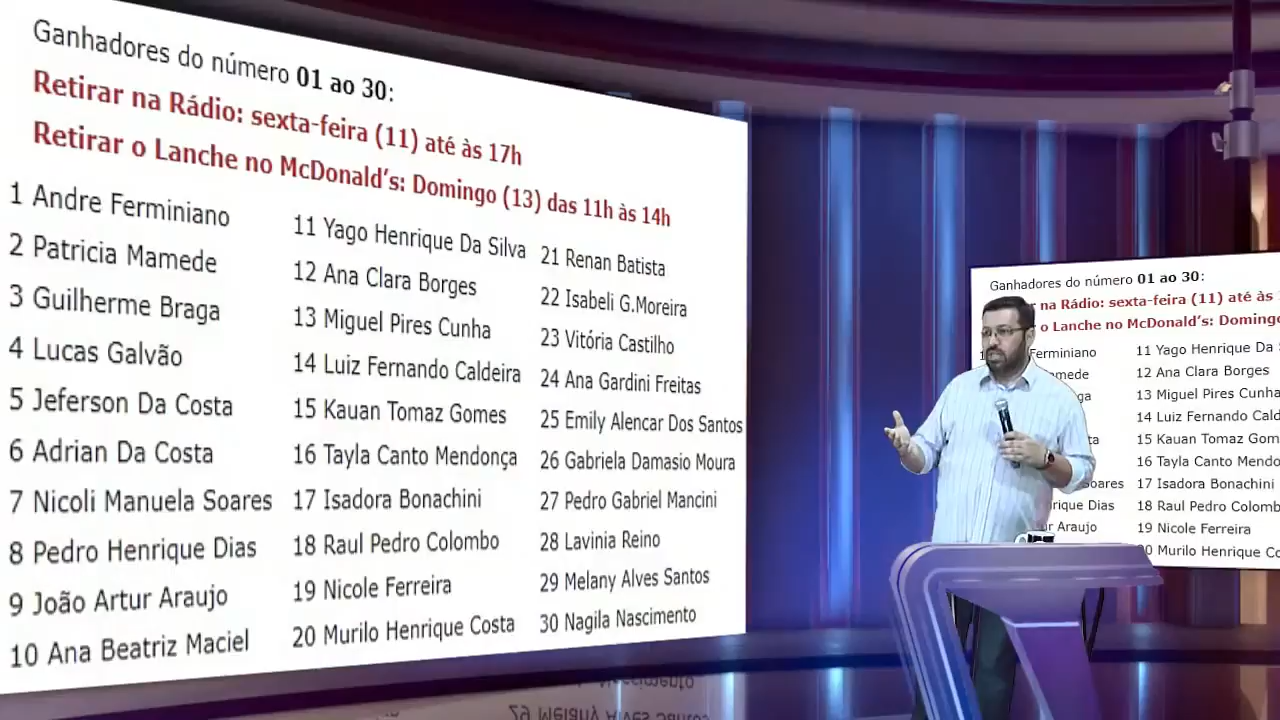 Ganhadores do número 01 ao 30:
Retirar na Rádio: sexta-feira (11) até às 17h
Retirar o Lanche no McDonald's: Domingo (13) das 11h às 14h
1 Andre Ferminiano
2 Patricia Mamede
3 Guilherme Braga
4 Lucas Galvão
5 Jeferson Da Costa
6 Adrian Da Costa
7 Nicoli Manuela Soares
8 Pedro Henrique Dias
9 João Artur Araujo
10 Ana Beatriz Maciel
11 Yago Henrique Da Silva
12 Ana Clara Borges
13 Miguel Pires Cunha
14 Luiz Fernando Caldeira
15 Kauan Tomaz Gomes
16 Tayla Canto Mendonça
17 Isadora Bonachini
18 Raul Pedro Colombo
19 Nicole Ferreira
20 Murilo Henrique Costa
21 Renan Batista
22 Isabeli G.Moreira
23 Vitória Castilho
24 Ana Gardini Freitas
25 Emily Alencar Dos Santos
26 Gabriela Damasio Moura
27 Pedro Gabriel Mancini
28 Lavinia Reino
29 Melany Alves Santos
30 Nagila Nascimento
Ganhadores do número 01 ao 30:
na Rádio: sexta-feira (11) até às
o Lanche no McDonald's: Domingo
Ferminiano
Soares
Dias
Araujo
11 Yago Henrique Da
12 Ana Clara Borges
13 Miguel Pires Cunha
14 Luiz Fernando
15 Kauan Tomaz
16 Tayla Canto
17 Isadora Bonachini
18 Raul Pedro
19 Nicole Ferreira
Murilo Henrique